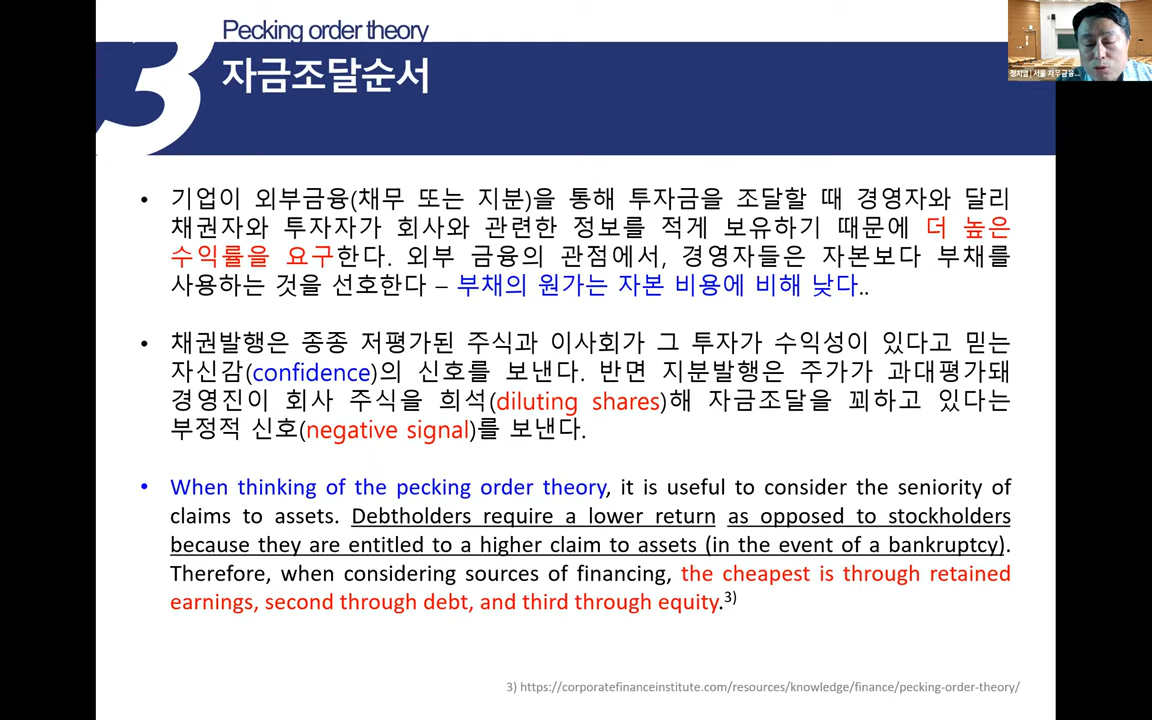 Pecking order theory
3
자금조달순서
정지열 | 서울 재무금융...
• 기업이 외부금융(채무 또는 지분)을 통해 투자금을 조달할 때 경영자와 달리
채권자와 투자자가 회사와 관련한 정보를 적게 보유하기 때문에 더 높은
수익률을 요구한다. 외부 금융의 관점에서, 경영자들은 자본보다 부채를
사용하는 것을 선호한다 – 부채의 원가는 자본 비용에 비해 낮다..
• 채권발행은 종종 저평가된 주식과 이사회가 그 투자가 수익성이 있다고 믿는
자신감(confidence)의 신호를 보낸다. 반면 지분발행은 주가가 과대평가돼
경영진이 회사 주식을 희석(diluting shares)해 자금조달을 꾀하고 있다는
부정적 신호(negative signal)를 보낸다.
• When thinking of the pecking order theory, it is useful to consider the seniority of
claims to assets. Debtholders require a lower return as opposed to stockholders
because they are entitled to a higher claim to assets (in the event of a bankruptcy).
Therefore, when considering sources of financing, the cheapest is through retained
earnings, second through debt, and third through equity.3)
3) https://corporatefinanceinstitute.com/resources/knowledge/finance/pecking-order-theory/